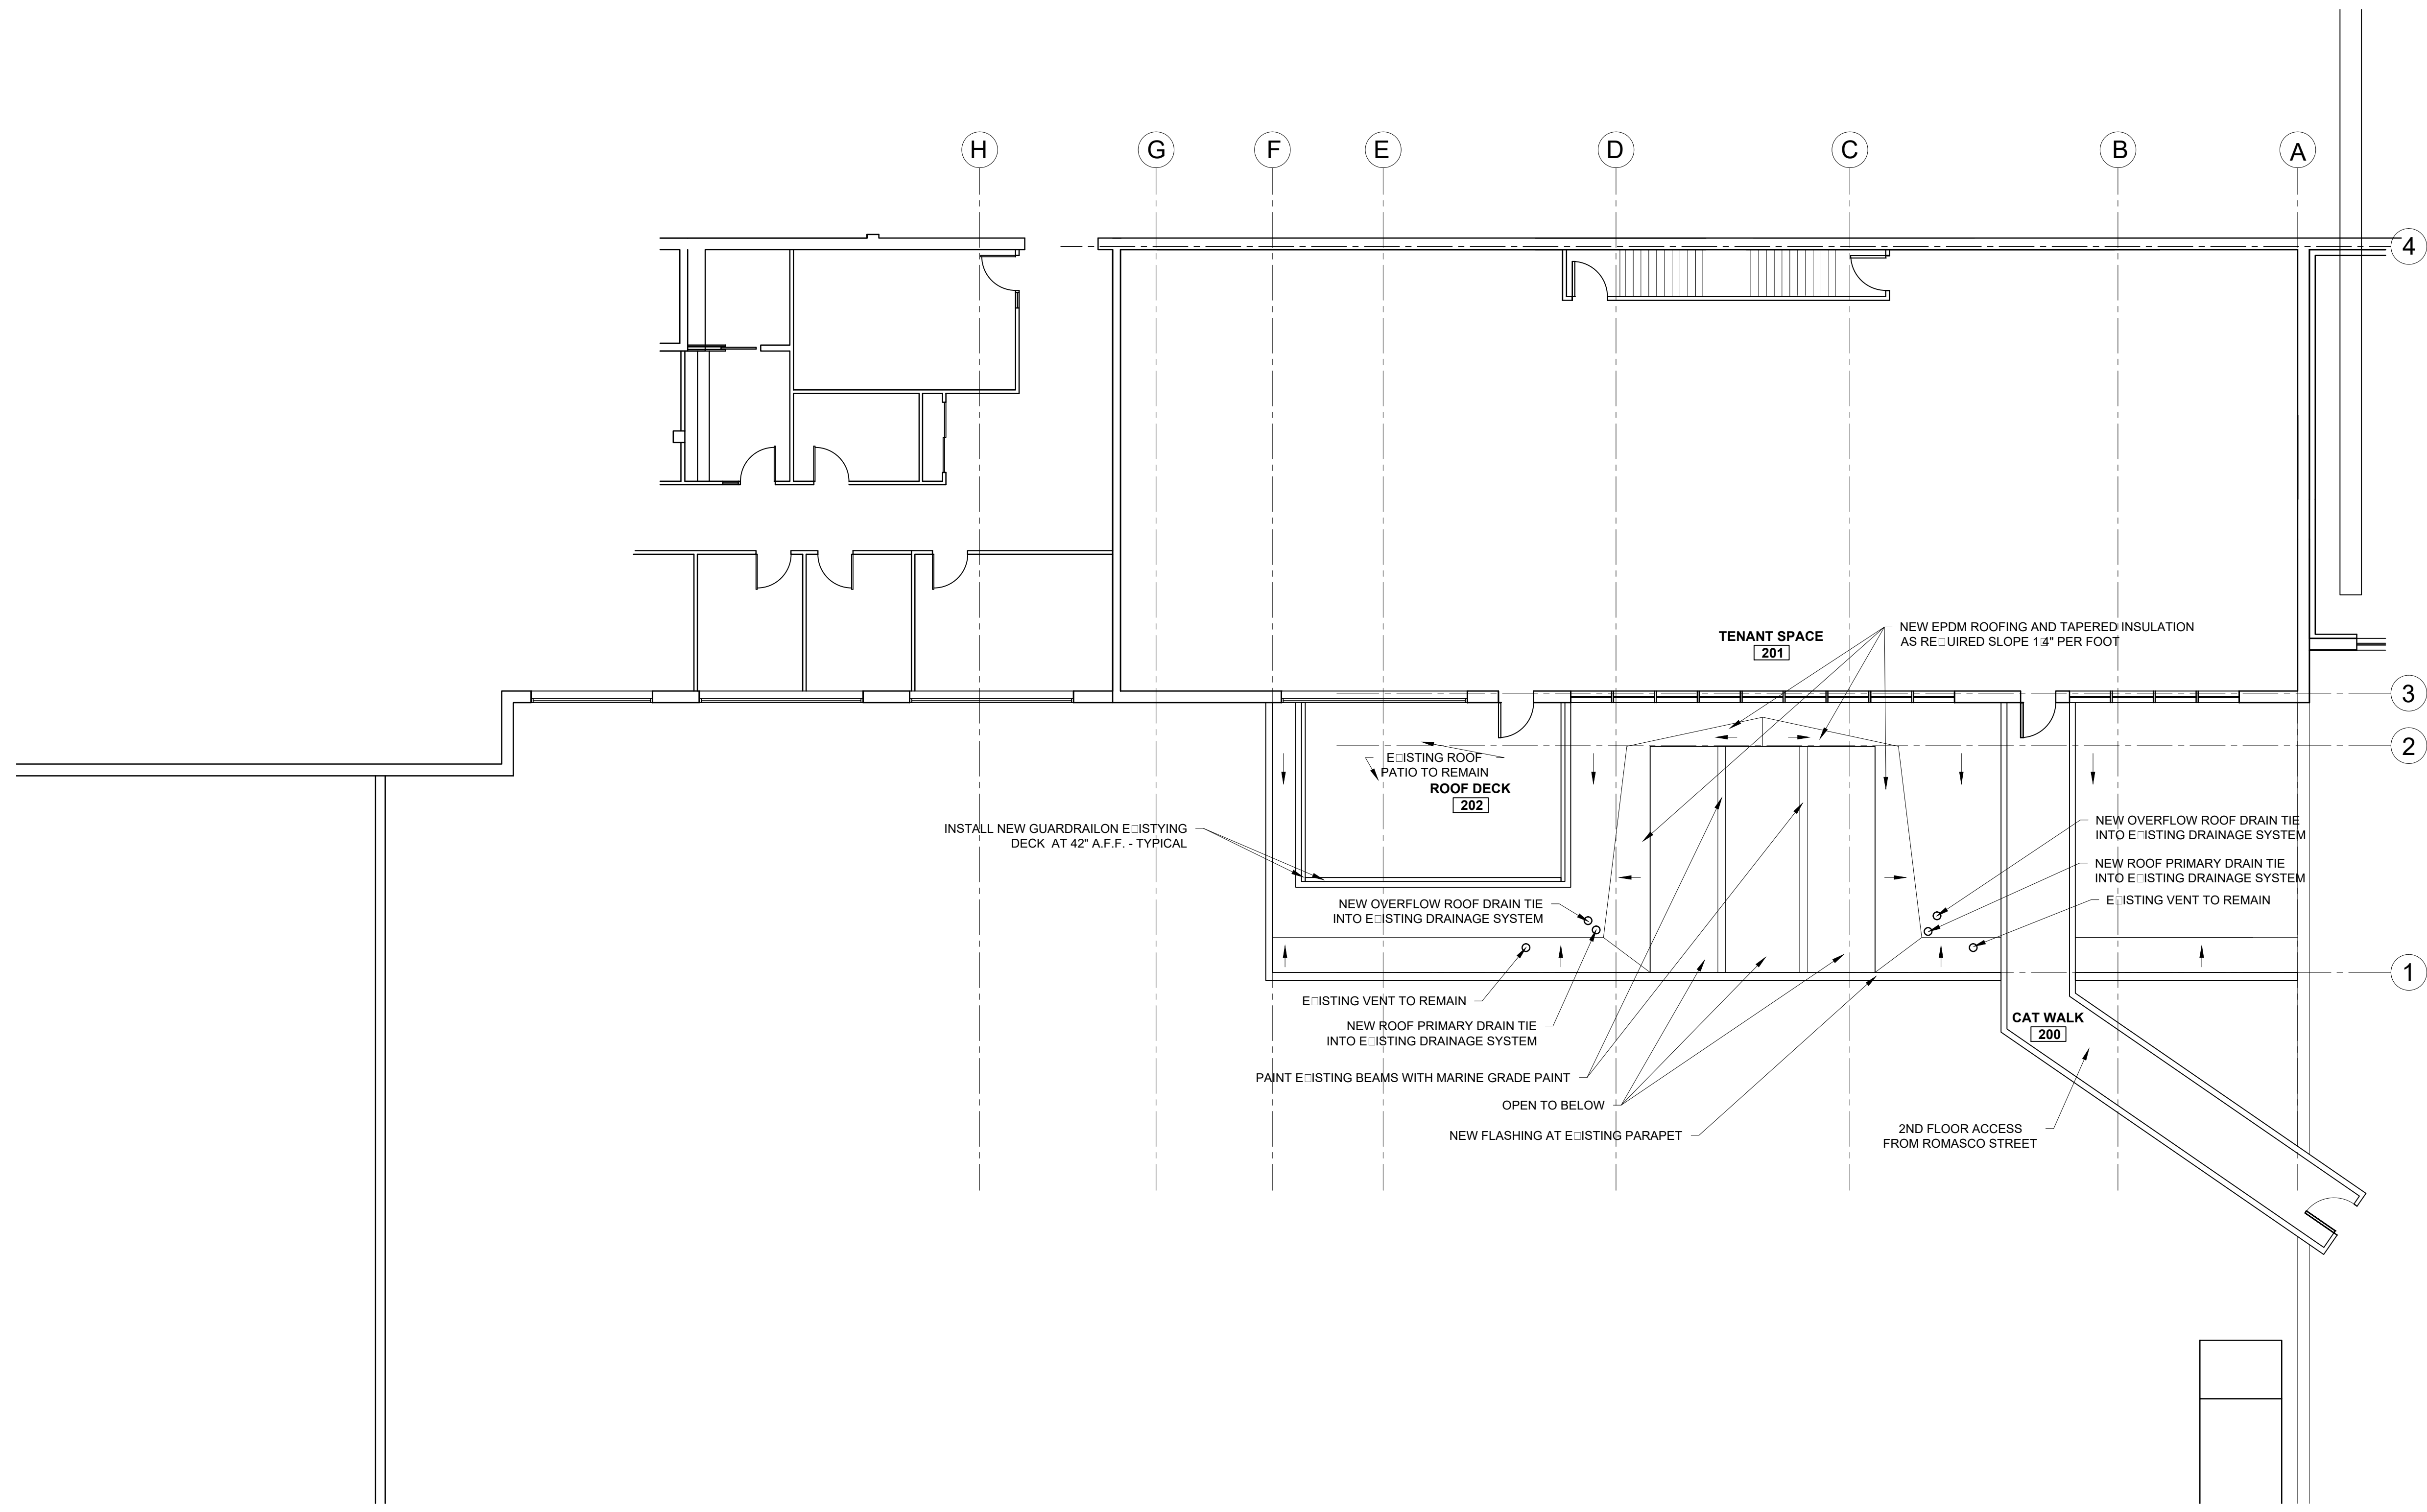 H
G
F
E
D
C
B
A
4
NEW EPDM ROOFING AND TAPERED INSULATION
AS RE□UIRED SLOPE 1□4" PER FOOT
TENANT SPACE
201
3
2
E□ISTING ROOF
PATIO TO REMAIN
ROOF DECK
202
INSTALL NEW GUARDRAILON E□ISTYING
DECK AT 42" A.F.F. - TYPICAL
NEW OVERFLOW ROOF DRAIN TIE
INTO E□ISTING DRAINAGE SYSTEM
NEW ROOF PRIMARY DRAIN TIE
INTO E□ISTING DRAINAGE SYSTEM
E□ISTING VENT TO REMAIN
NEW OVERFLOW ROOF DRAIN TIE
INTO E□ISTING DRAINAGE SYSTEM
1
E□ISTING VENT TO REMAIN
NEW ROOF PRIMARY DRAIN TIE
INTO E□ISTING DRAINAGE SYSTEM
CAT WALK
200
PAINT E□ISTING BEAMS WITH MARINE GRADE PAINT
OPEN TO BELOW
NEW FLASHING AT E□ISTING PARAPET
2ND FLOOR ACCESS
FROM ROMASCO STREET